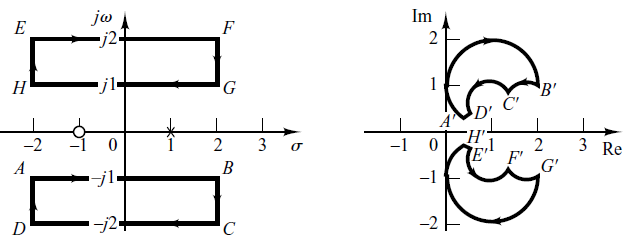 jω
E
j2
F
H
j1
G
−2
−1
0
1
2
3
σ
A
−j1
B
D
−j2
C
Im
2
1
B′
C′
D′
A′
−1
0
H′
1
2
3
Re
E′
F′
G′
−1
−2